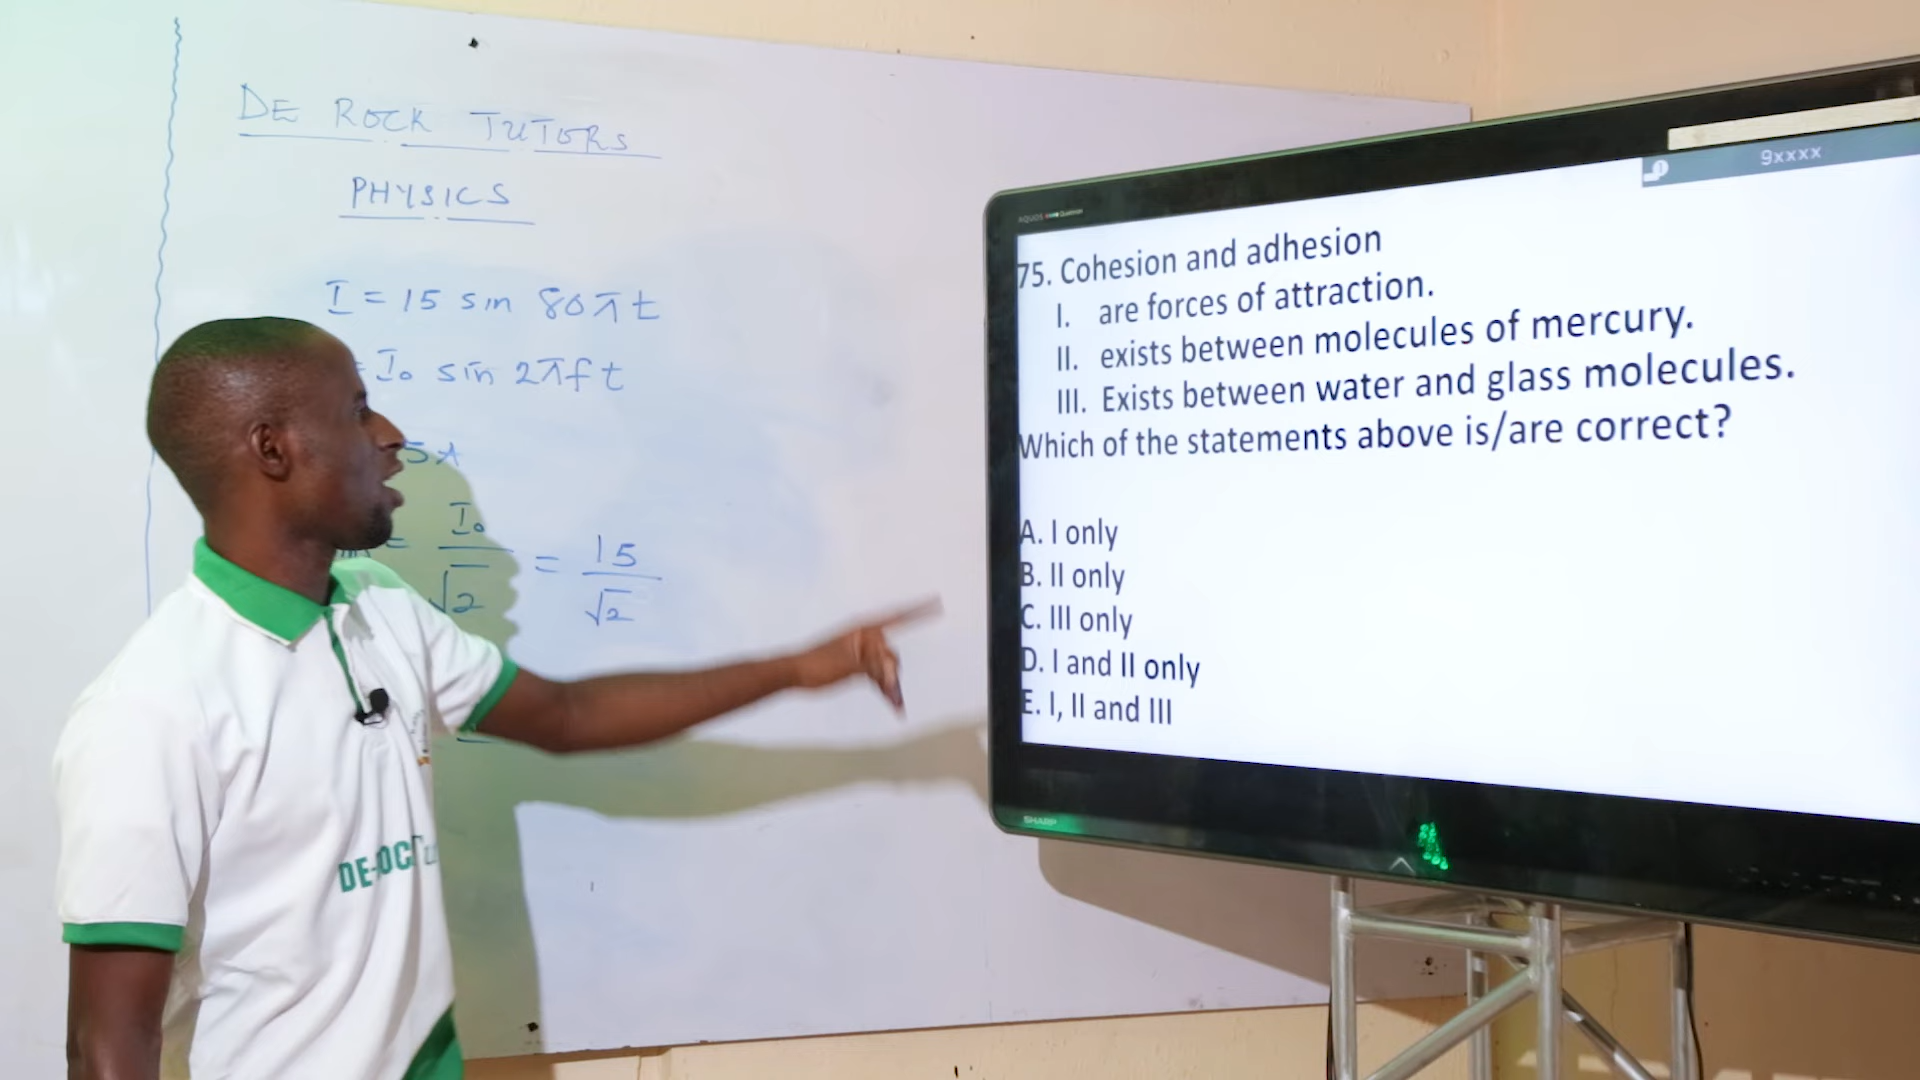 DE ROCK TUTORS
PHYSICS
I = 15 sin 80πt
= I₀ sin 2πft
5A
= I₀/√2 = 15/√2
AQUOS
9xxxx
75. Cohesion and adhesion
I. are forces of attraction.
II. exists between molecules of mercury.
III. Exists between water and glass molecules.
Which of the statements above is/are correct?
A. I only
B. II only
C. III only
D. I and II only
E. I, II and III
SHARP